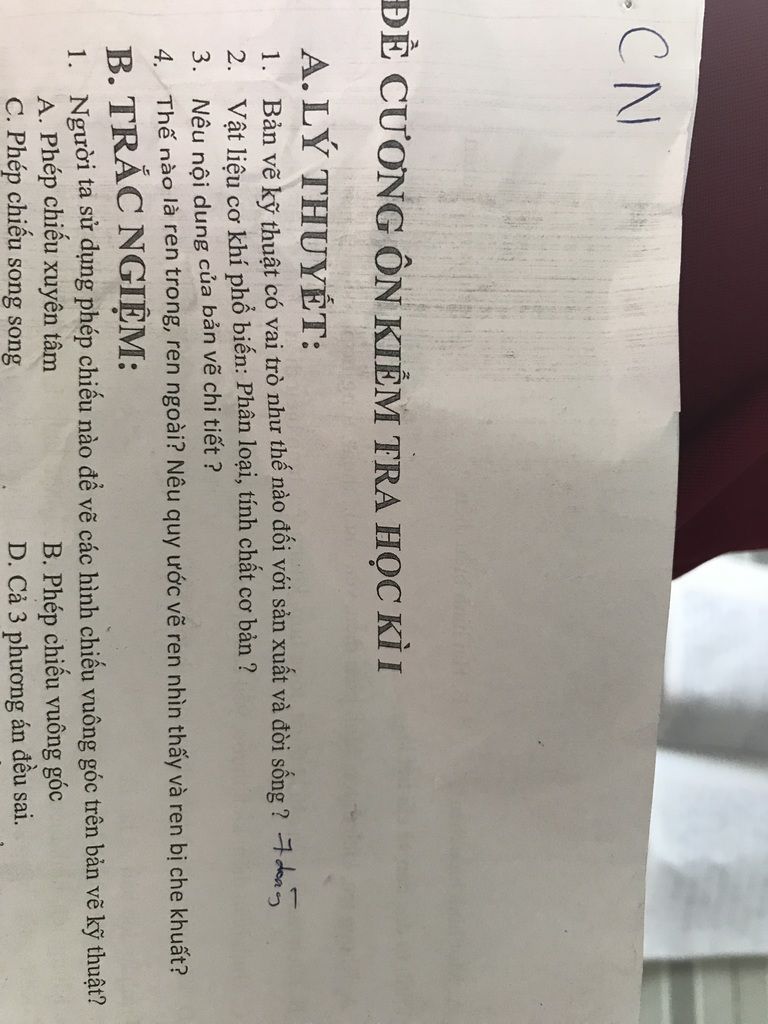 CN
ĐỀ CƯƠNG ÔN KIỂM TRA HỌC KÌ I
A. LÝ THUYẾT:
1. Bản vẽ kỹ thuật có vai trò như thế nào đối với sản xuất và đời sống ?
2. Vật liệu cơ khí phổ biến: Phân loại, tính chất cơ bản ?
3. Nêu nội dung của bản vẽ chi tiết ?
4. Thế nào là ren trong, ren ngoài? Nêu quy ước vẽ ren nhìn thấy và ren bị che khuất?
B. TRẮC NGIỆM:
1. Người ta sử dụng phép chiếu nào để vẽ các hình chiếu vuông góc trên bản vẽ kỹ thuật?
A. Phép chiếu xuyên tâm B. Phép chiếu vuông góc
C. Phép chiếu song song D. Cả 3 phương án đều sai.